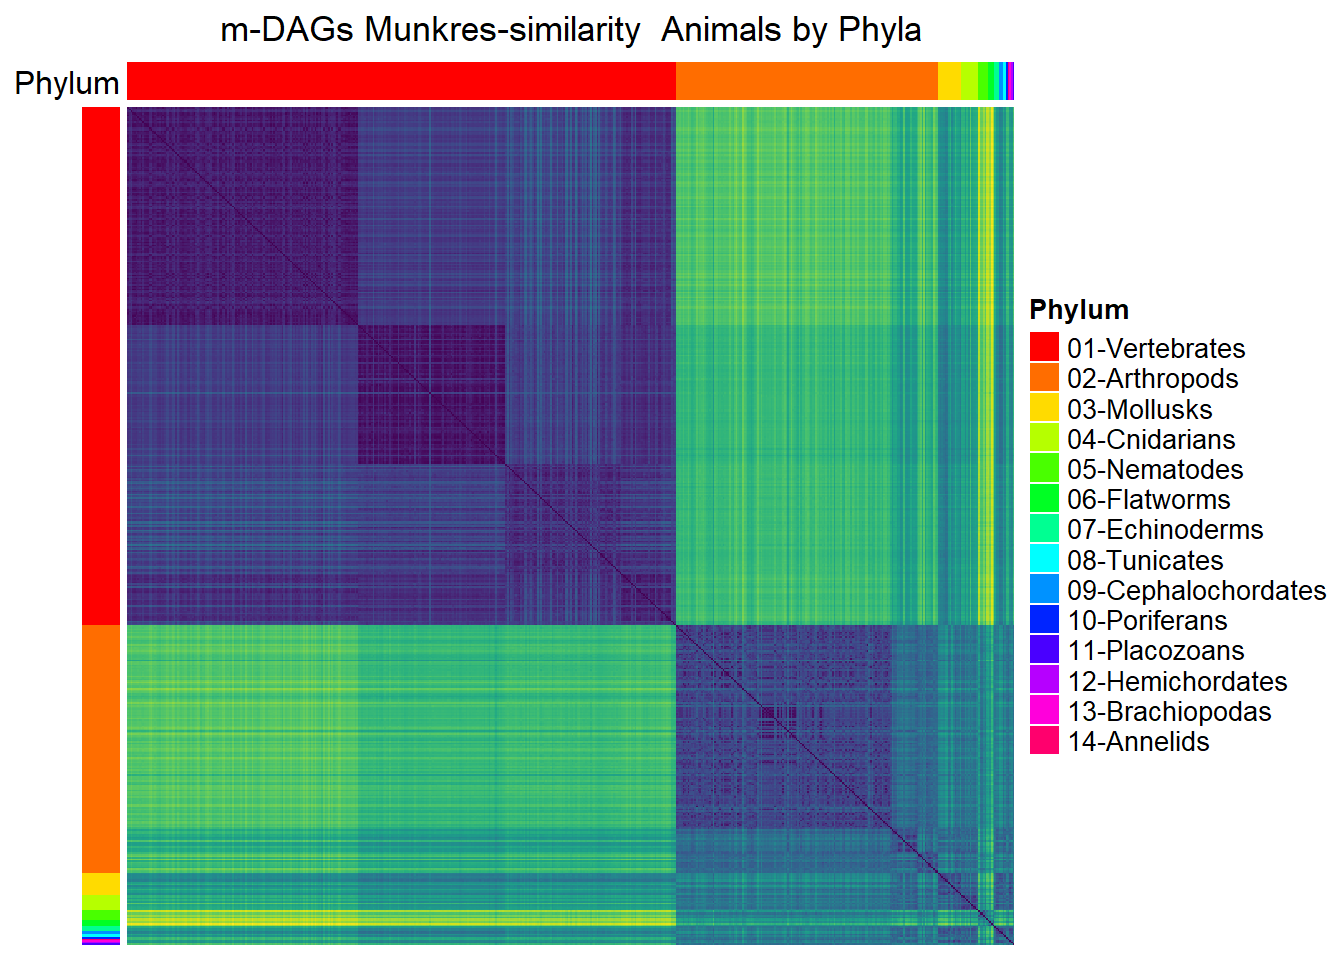 m-DAGs Munkres-similarity  Animals by Phyla
Phylum
Phylum
01-Vertebrates
02-Arthropods
03-Mollusks
04-Cnidarians
05-Nematodes
06-Flatworms
07-Echinoderms
08-Tunicates
09-Cephalochordates
10-Poriferans
11-Placozoans
12-Hemichordates
13-Brachiopodas
14-Annelids